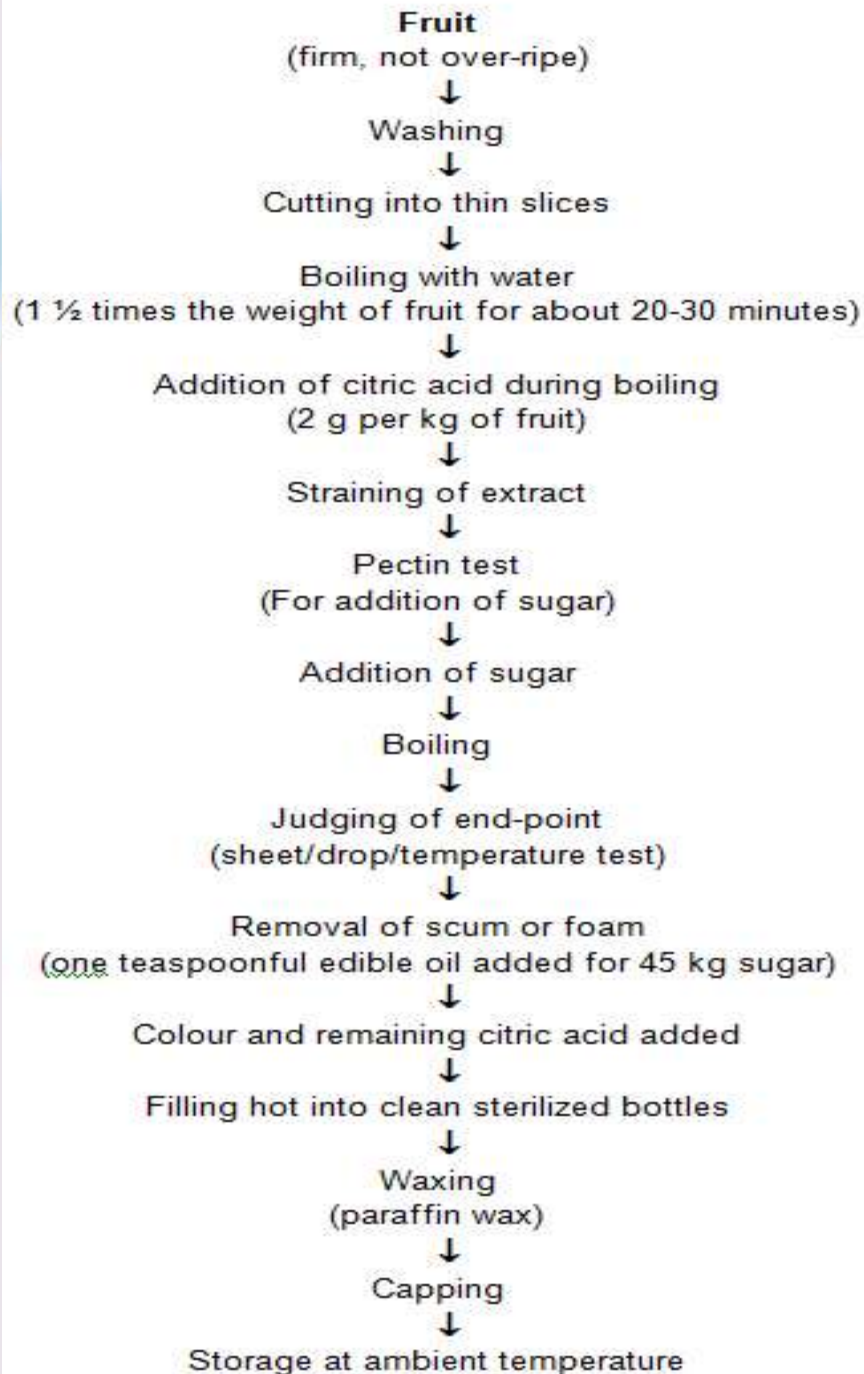 Fruit
(firm, not over-ripe)
↓
Washing
↓
Cutting into thin slices
↓
Boiling with water
(1 ½ times the weight of fruit for about 20-30 minutes)
↓
Addition of citric acid during boiling
(2 g per kg of fruit)
↓
Straining of extract
↓
Pectin test
(For addition of sugar)
↓
Addition of sugar
↓
Boiling
↓
Judging of end-point
(sheet/drop/temperature test)
↓
Removal of scum or foam
(one teaspoonful edible oil added for 45 kg sugar)
↓
Colour and remaining citric acid added
↓
Filling hot into clean sterilized bottles
↓
Waxing
(paraffin wax)
↓
Capping
↓
Storage at ambient temperature